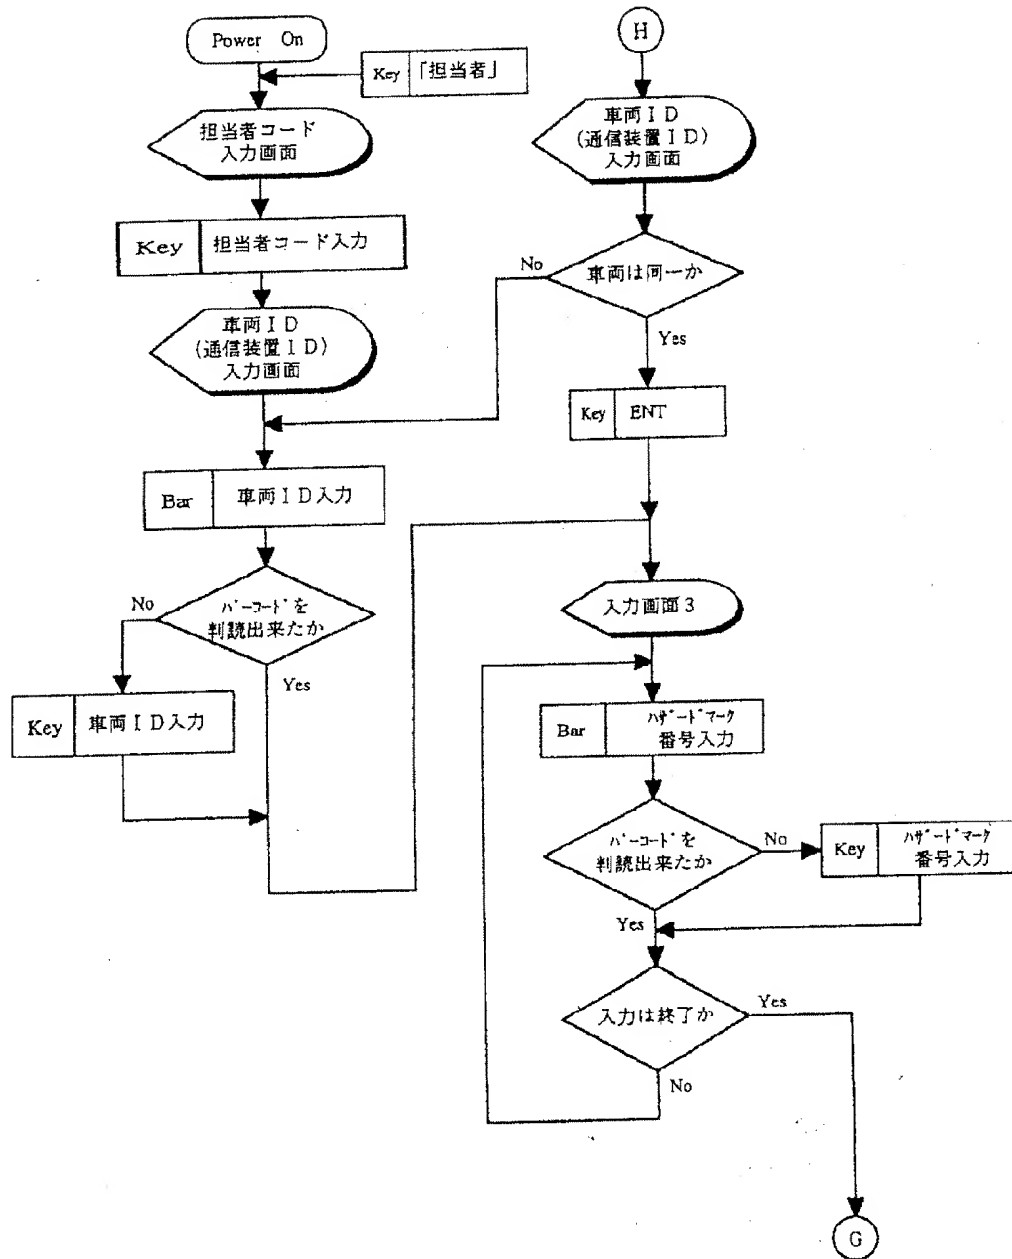 Power On
Key 「担当者」
担当者コード
入力画面
Key 担当者コード入力
車両ID
(通信装置ID)
入力画面
Bar 車両ID入力
バーコードを
判読出来たか
No
Yes
Key 車両ID入力
H
車両ID
(通信装置ID)
入力画面
車両は同一か
No
Yes
Key ENT
入力画面3
Bar ハザードマーク
番号入力
バーコードを
判読出来たか
No
Key ハザードマーク
番号入力
Yes
入力は終了か
Yes
No
G